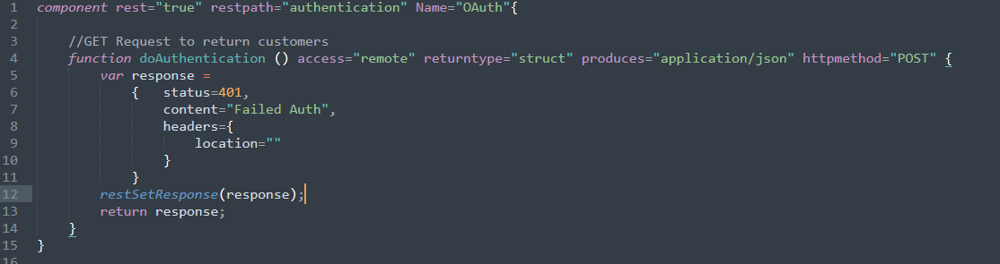 1 component rest="true" restpath="authentication" Name="OAuth"{
2
3 //GET Request to return customers
4 function doAuthentication () access="remote" returntype="struct" produces="application/json" httpmethod="POST" {
5 var response =
6 { status=401,
7 content="Failed Auth",
8 headers={
9 location=""
10 }
11 }
12 restSetResponse(response);
13 return response;
14 }
15 }
16